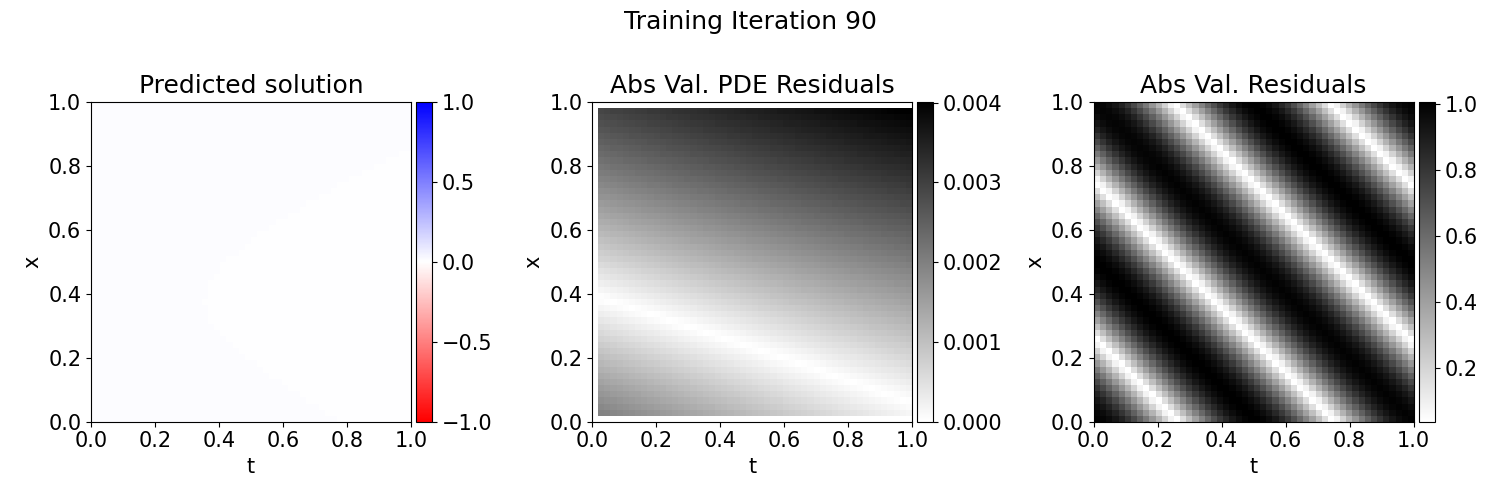 Training Iteration 90
Predicted solution
1.0
0.8
0.6
0.4
0.2
0.0
x
0.0 0.2 0.4 0.6 0.8 1.0
t
1.0
0.5
0.0
−0.5
−1.0
Abs Val. PDE Residuals
1.0
0.8
0.6
0.4
0.2
0.0
x
0.0 0.2 0.4 0.6 0.8 1.0
t
0.004
0.003
0.002
0.001
0.000
Abs Val. Residuals
1.0
0.8
0.6
0.4
0.2
0.0
x
0.0 0.2 0.4 0.6 0.8 1.0
t
1.0
0.8
0.6
0.4
0.2